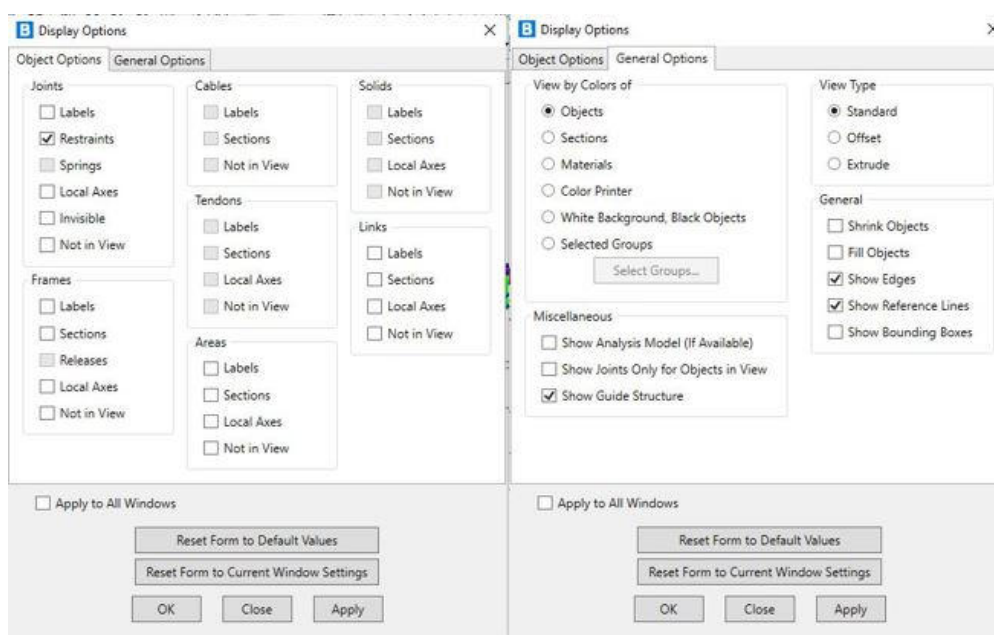 B Display Options
Object Options General Options
Joints
Labels
Restraints
Springs
Local Axes
Invisible
Not in View
Frames
Labels
Sections
Releases
Local Axes
Not in View
Cables
Labels
Sections
Not in View
Tendons
Labels
Sections
Local Axes
Not in View
Areas
Labels
Sections
Local Axes
Not in View
Solids
Labels
Sections
Local Axes
Not in View
Links
Labels
Sections
Local Axes
Not in View
Apply to All Windows
Reset Form to Default Values
Reset Form to Current Window Settings
OK Close Apply
B Display Options
Object Options General Options
View by Colors of
Objects
Sections
Materials
Color Printer
White Background, Black Objects
Selected Groups
Select Groups...
Miscellaneous
Show Analysis Model (If Available)
Show Joints Only for Objects in View
Show Guide Structure
View Type
Standard
Offset
Extrude
General
Shrink Objects
Fill Objects
Show Edges
Show Reference Lines
Show Bounding Boxes
Apply to All Windows
Reset Form to Default Values
Reset Form to Current Window Settings
OK Close Apply